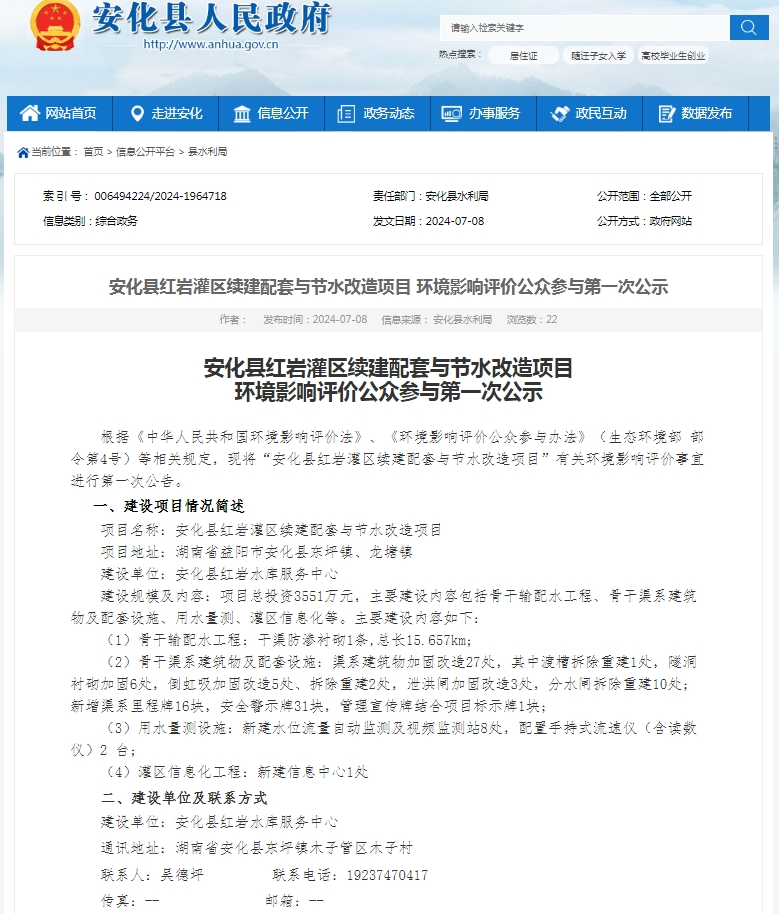 安化县人民政府
http://www.anhua.gov.cn
请输入检索关键字
热点搜索： 居住证 随迁子女入学 高校毕业生创业
网站首页 走进安化 信息公开 政务动态 办事服务 政民互动 数据发布
当前位置： 首页 > 信息公开平台 > 县水利局
索 引 号： 006494224/2024-1964718 责任部门：安化县水利局 公开范围：全部公开
信息类别：综合政务 发文日期：2024-07-08 公开方式：政府网站
安化县红岩灌区续建配套与节水改造项目 环境影响评价公众参与第一次公示
作者： 发布时间：2024-07-08 信息来源： 安化县水利局 浏览数：22
安化县红岩灌区续建配套与节水改造项目
环境影响评价公众参与第一次公示
根据《中华人民共和国环境影响评价法》、《环境影响评价公众参与办法》（生态环境部 部
令第4号）等相关规定，现将“安化县红岩灌区续建配套与节水改造项目”有关环境影响评价事宜
进行第一次公告。
一、建设项目情况简述
项目名称：安化县红岩灌区续建配套与节水改造项目
项目地址：湖南省益阳市安化县东坪镇、龙塘镇
建设单位：安化县红岩水库服务中心
建设规模及内容：项目总投资3551万元，主要建设内容包括骨干输配水工程、骨干渠系建筑
物及配套设施、用水量测、灌区信息化等。主要建设内容如下：
（1）骨干输配水工程：干渠防渗衬砌1条,总长15.657km；
（2）骨干渠系建筑物及配套设施：渠系建筑物加固改造27处，其中渡槽拆除重建1处，隧洞
衬砌加固6处，倒虹吸加固改造5处、拆除重建2处，泄洪闸加固改造3处，分水闸拆除重建10处；
新增渠系里程牌16块，安全警示牌31块，管理宣传牌结合项目标示牌1块；
（3）用水量测设施：新建水位流量自动监测及视频监测站8处，配置手持式流速仪（含读数
仪）2 台；
（4）灌区信息化工程：新建信息中心1处
二、建设单位及联系方式
建设单位：安化县红岩水库服务中心
通讯地址：湖南省安化县东坪镇木子管区木子村
联系人：吴德坪 联系电话：19237470417
传真：-- 邮箱：--